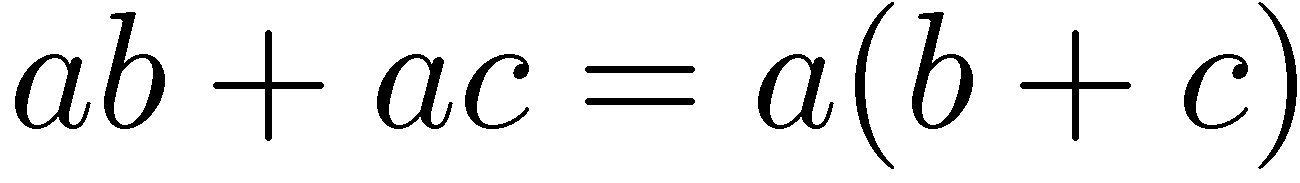 ab + ac = a(b + c)